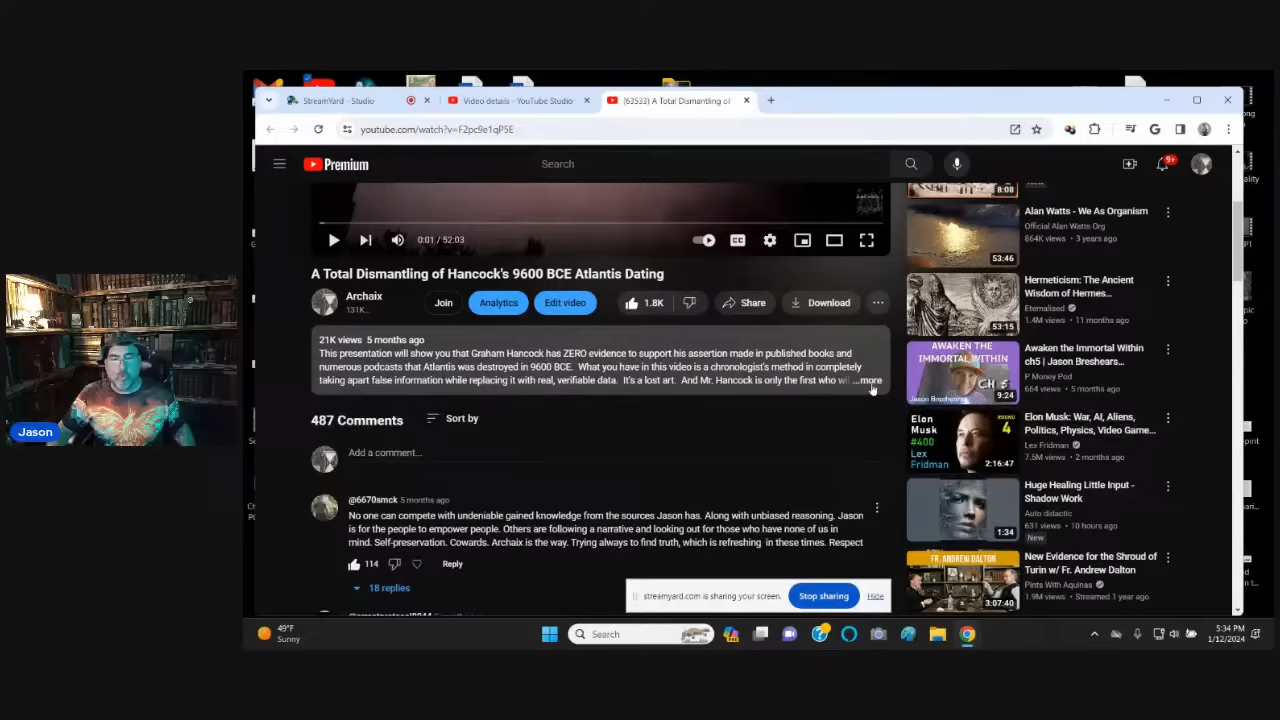 StreamYard - Studio
Video details - YouTube Studio
(63533) A Total Dismantling of
youtube.com/watch?v=F2pc9e1qP5E
Premium
Search
9+
8:08
0:01 / 52:03
A Total Dismantling of Hancock's 9600 BCE Atlantis Dating
Archaix
131K..
Join
Analytics
Edit video
1.8K
Share
Download
21K views 5 months ago
This presentation will show you that Graham Hancock has ZERO evidence to support his assertion made in published books and
numerous podcasts that Atlantis was destroyed in 9600 BCE. What you have in this video is a chronologist's method in completely
taking apart false information while replacing it with real, verifiable data. It's a lost art. And Mr. Hancock is only the first who wil ...more
487 Comments
Sort by
Add a comment...
@6670smck 5 months ago
No one can compete with undeniable gained knowledge from the sources Jason has. Along with unbiased reasoning. Jason
is for the people to empower people. Others are following a narrative and looking out for those who have none of us in
mind. Self-preservation. Cowards. Archaix is the way. Trying always to find truth, which is refreshing in these times. Respect
114
Reply
18 replies
Alan Watts - We As Organism
Official Alan Watts Org
864K views • 3 years ago
53:46
Hermeticism: The Ancient
Wisdom of Hermes...
Eternalised
1.4M views • 11 months ago
53:15
AWAKEN THE
IMMORTAL WITHIN
CH 5
Jason Breshears
9:24
Awaken the Immortal Within
ch5 | Jason Breshears...
P Money Pod
664 views • 5 months ago
Elon
Musk
#400
Lex
Fridman
ROUND
4
2:16:47
Elon Musk: War, AI, Aliens,
Politics, Physics, Video Game...
Lex Fridman
7.5M views • 2 months ago
1:34
Huge Healing Little Input -
Shadow Work
Auto didactic
631 views • 10 hours ago
New
FR. ANDREW DALTON
3:07:40
New Evidence for the Shroud of
Turin w/ Fr. Andrew Dalton
Pints With Aquinas
1.9M views • Streamed 1 year ago
streamyard.com is sharing your screen.
Stop sharing
Hide
Jason
49°F
Sunny
Search
5:34 PM
1/12/2024